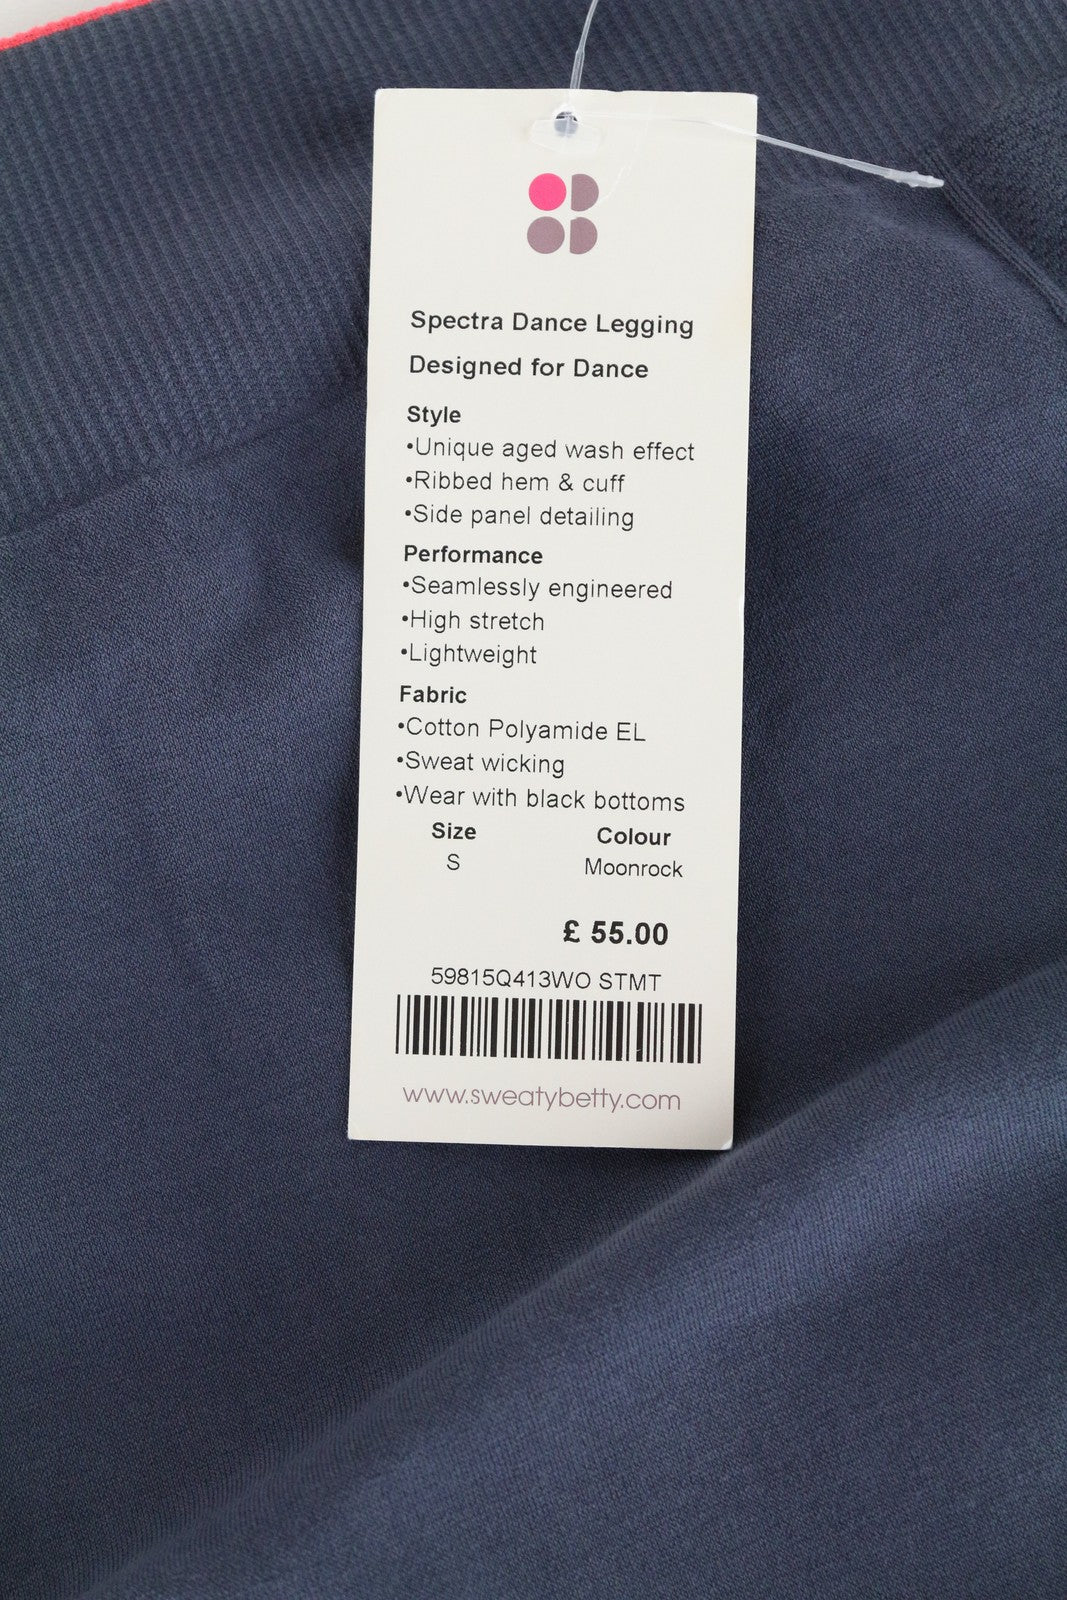 Spectra Dance Legging
Designed for Dance
Style
•Unique aged wash effect
•Ribbed hem & cuff
•Side panel detailing
Performance
•Seamlessly engineered
•High stretch
•Lightweight
Fabric
•Cotton Polyamide EL
•Sweat wicking
•Wear with black bottoms
Size Colour
S Moonrock
£ 55.00
59815Q413WO STMT
www.sweatybetty.com